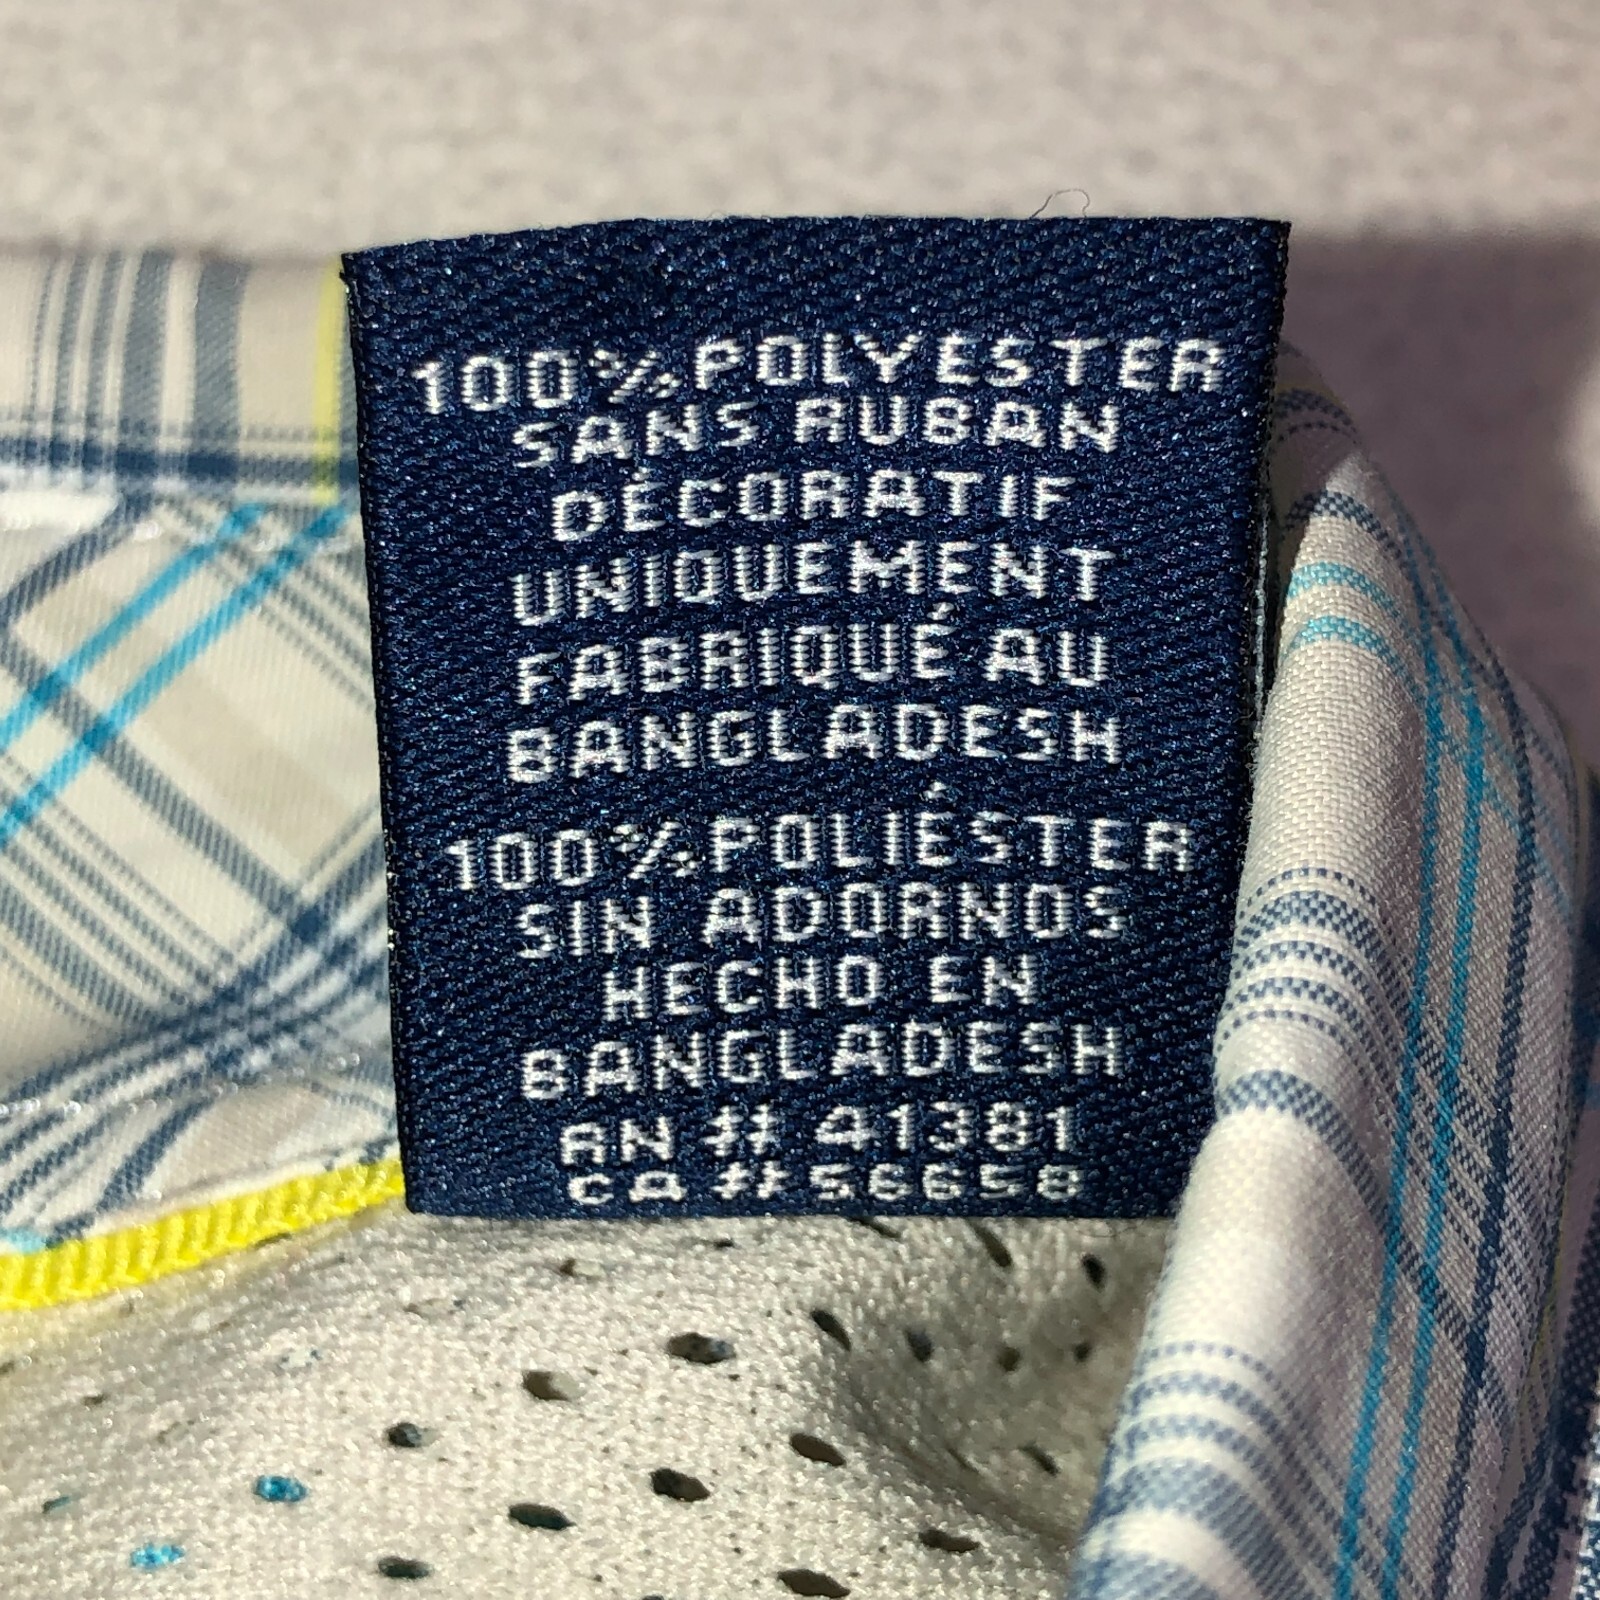 100% POLYESTER
SANS RUBAN
DÉCORATIF
UNIQUEMENT
FABRIQUÉ AU
BANGLADESH
100% POLIÉSTER
SIN ADORNOS
HECHO EN
BANGLADESH
RN # 41381
CA # 56658